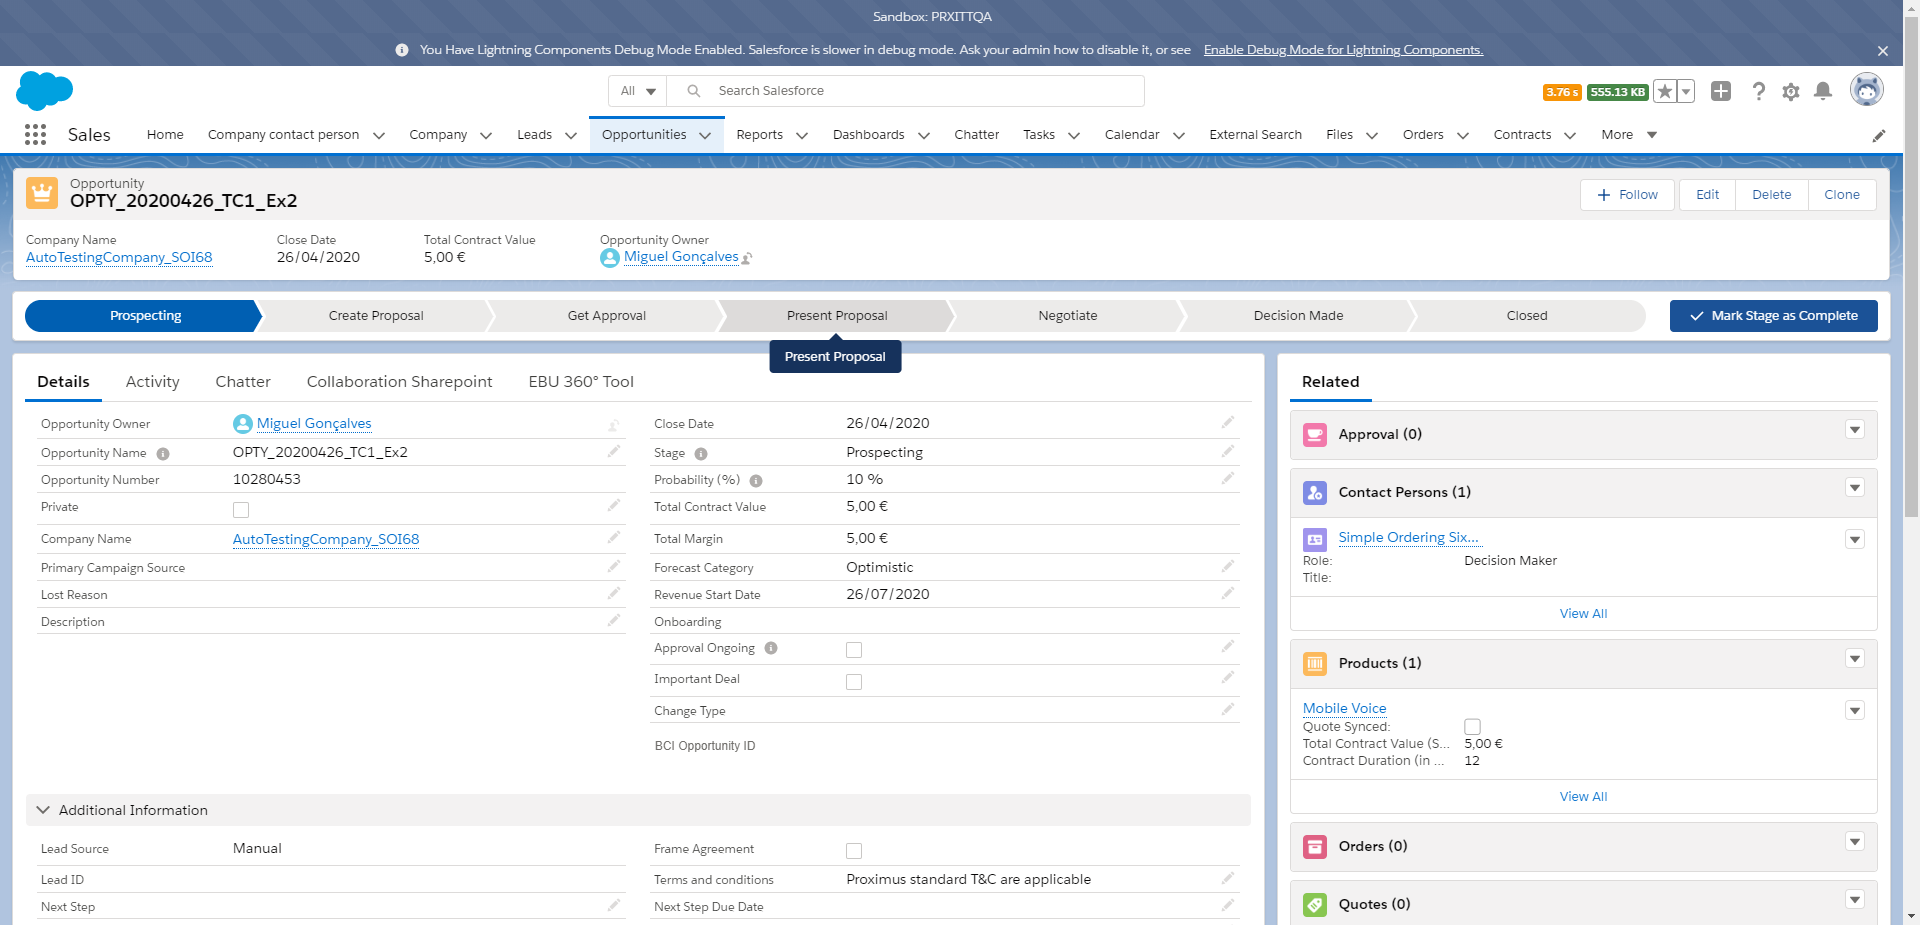 Sandbox: PRXITTQA
You Have Lightning Components Debug Mode Enabled. Salesforce is slower in debug mode. Ask your admin how to disable it, or see Enable Debug Mode for Lightning Components.
All Search Salesforce 3.76 s 555.13 KB
Sales Home Company contact person Company Leads Opportunities Reports Dashboards Chatter Tasks Calendar External Search Files Orders Contracts More
Opportunity
OPTY_20200426_TC1_Ex2
Follow Edit Delete Clone
Company Name Close Date Total Contract Value Opportunity Owner
AutoTestingCompany_SOI68 26/04/2020 5,00 € Miguel Gonçalves
Prospecting Create Proposal Get Approval Present Proposal Negotiate Decision Made Closed Mark Stage as Complete
Present Proposal
Details Activity Chatter Collaboration Sharepoint EBU 360° Tool
Opportunity Owner Miguel Gonçalves
Opportunity Name OPTY_20200426_TC1_Ex2
Opportunity Number 10280453
Private
Company Name AutoTestingCompany_SOI68
Primary Campaign Source
Lost Reason
Description
Close Date 26/04/2020
Stage Prospecting
Probability (%) 10 %
Total Contract Value 5,00 €
Total Margin 5,00 €
Forecast Category Optimistic
Revenue Start Date 26/07/2020
Onboarding
Approval Ongoing
Important Deal
Change Type
BCI Opportunity ID
Additional Information
Lead Source Manual
Lead ID
Next Step
Frame Agreement
Terms and conditions Proximus standard T&C are applicable
Next Step Due Date
Related
Approval (0)
Contact Persons (1)
Simple Ordering Six...
Role: Decision Maker
Title:
View All
Products (1)
Mobile Voice
Quote Synced:
Total Contract Value (S... 5,00 €
Contract Duration (in ... 12
View All
Orders (0)
Quotes (0)